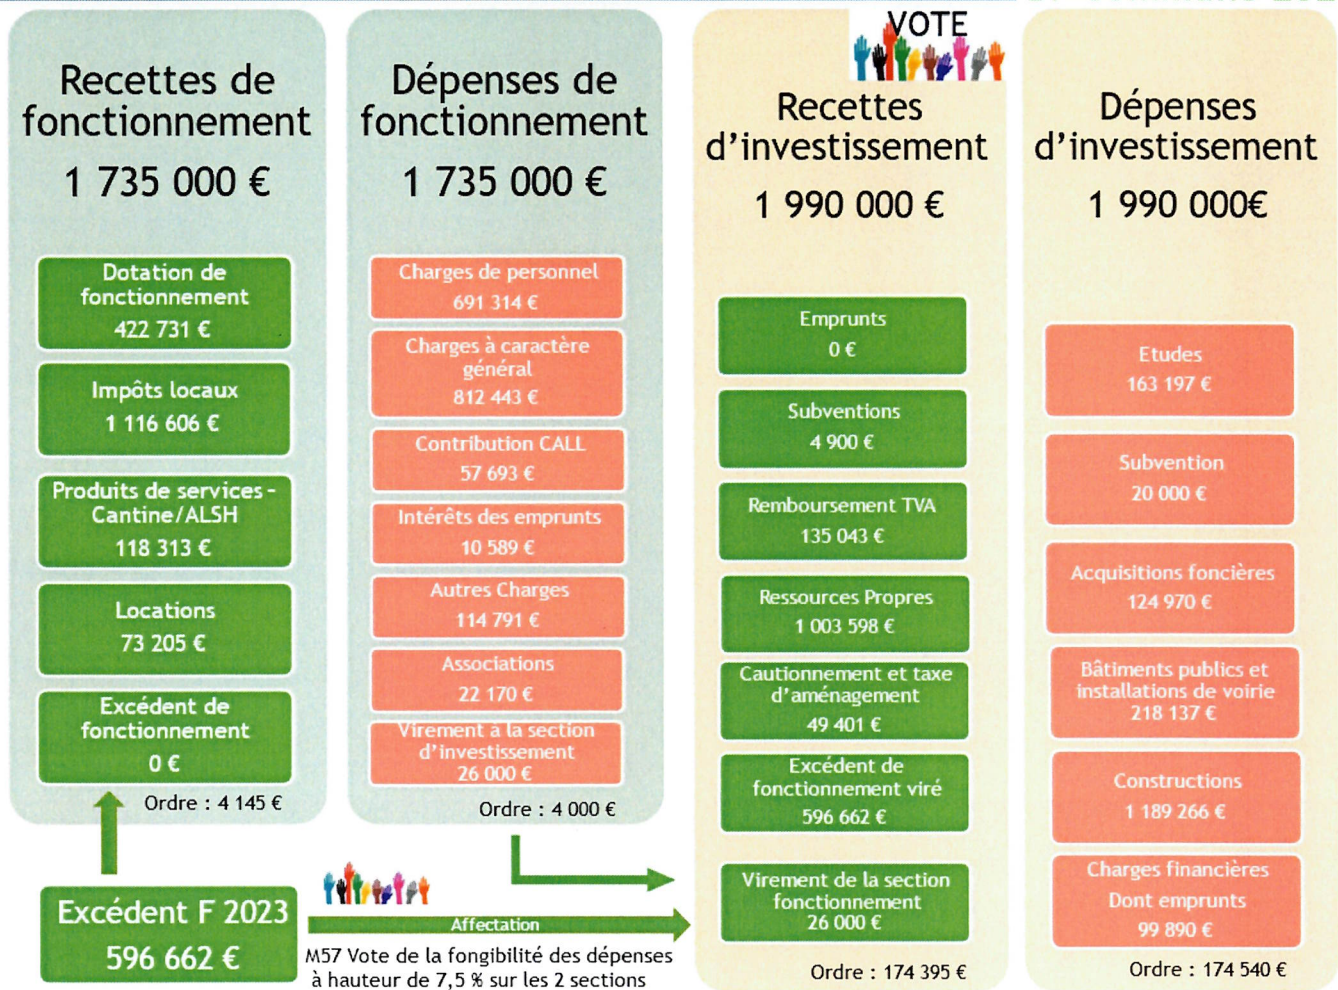 Recettes de
fonctionnement
1 735 000 €
Dotation de
fonctionnement
422 731 €
Impôts locaux
1 116 606 €
Produits de services –
Cantine/ALSH
118 313 €
Locations
73 205 €
Excédent de
fonctionnement
0 €
Ordre : 4 145 €
Excédent F 2023
596 662 €
Dépenses de
fonctionnement
1 735 000 €
Charges de personnel
691 314 €
Charges à caractère
général
812 443 €
Contribution CALL
57 693 €
Intérêts des emprunts
10 589 €
Autres Charges
114 791 €
Associations
22 170 €
Virement à la section
d'investissement
26 000 €
Ordre : 4 000 €
Affectation
M57 Vote de la fongibilité des dépenses
à hauteur de 7,5 % sur les 2 sections
VOTE
Recettes
d'investissement
1 990 000 €
Emprunts
0 €
Subventions
4 900 €
Remboursement TVA
135 043 €
Ressources Propres
1 003 598 €
Cautionnement et taxe
d'aménagement
49 401 €
Excédent de
fonctionnement viré
596 662 €
Virement de la section
fonctionnement
26 000 €
Ordre : 174 395 €
Dépenses
d'investissement
1 990 000€
Etudes
163 197 €
Subvention
20 000 €
Acquisitions foncières
124 970 €
Bâtiments publics et
installations de voirie
218 137 €
Constructions
1 189 266 €
Charges financières
Dont emprunts
99 890 €
Ordre : 174 540 €